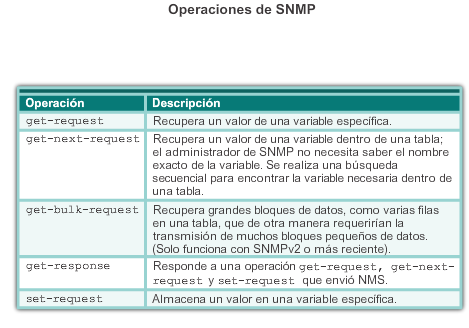 Operaciones de SNMP
Operación Descripción
get-request Recupera un valor de una variable específica.
get-next-request Recupera un valor de una variable dentro de una tabla;
el administrador de SNMP no necesita saber el nombre
exacto de la variable. Se realiza una búsqueda
secuencial para encontrar la variable necesaria dentro de
una tabla.
get-bulk-request Recupera grandes bloques de datos, como varias filas
en una tabla, que de otra manera requerirían la
transmisión de muchos bloques pequeños de datos.
(Solo funciona con SNMPv2 o más reciente).
get-response Responde a una operación get-request, get-next-
request y set-request que envió NMS.
set-request Almacena un valor en una variable específica.